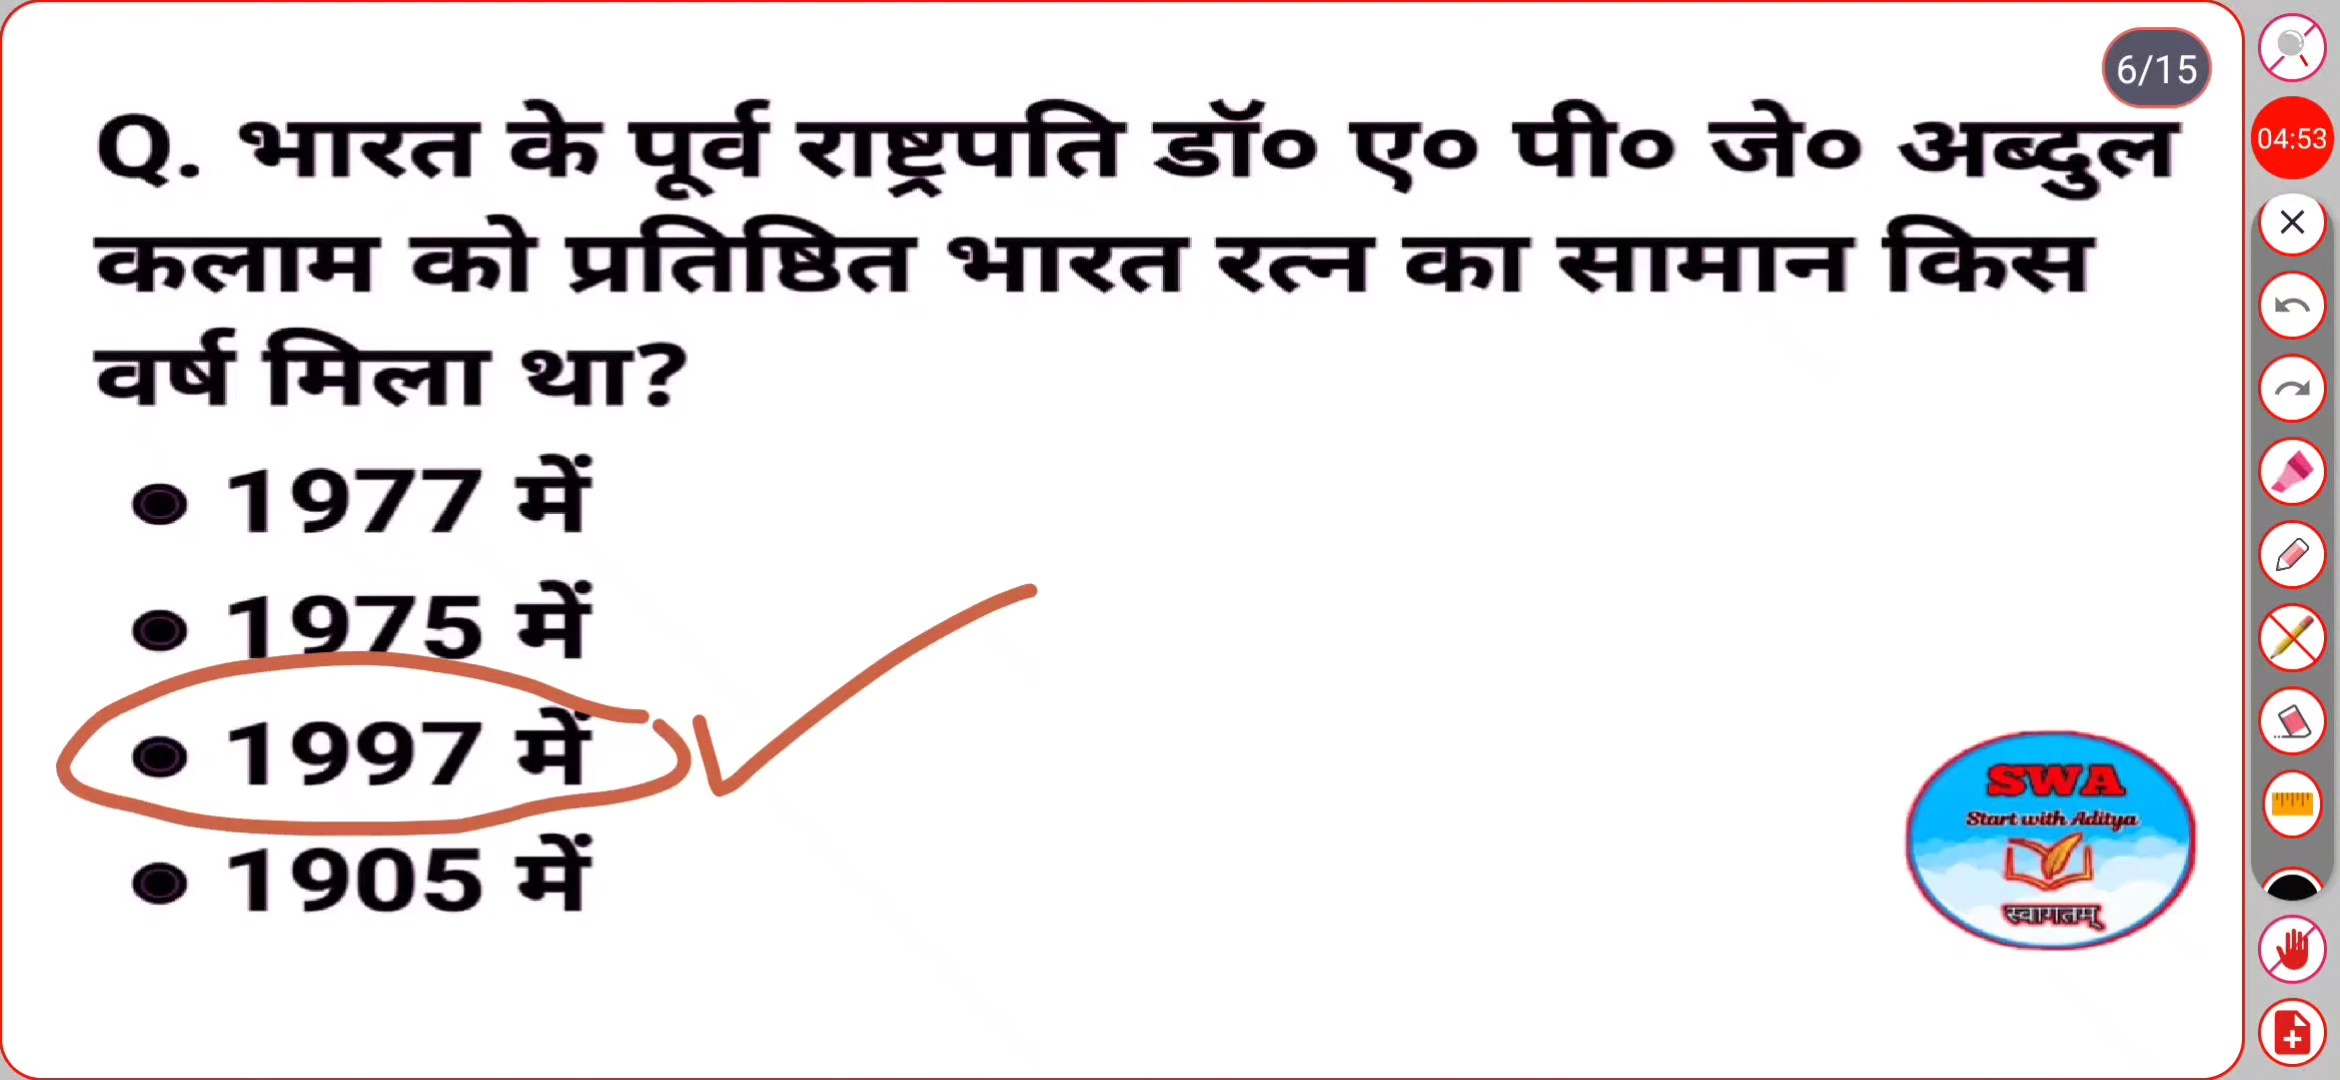 6/15
Q. भारत के पूर्व राष्ट्रपति डॉ० ए० पी० जे० अब्दुल
04:53
कलाम को प्रतिष्ठित भारत रत्न का सामान किस
वर्ष मिला था?
1977 में
1975 में
1997 में
1905 में
SWA
Start with Aditya
स्वागतम्